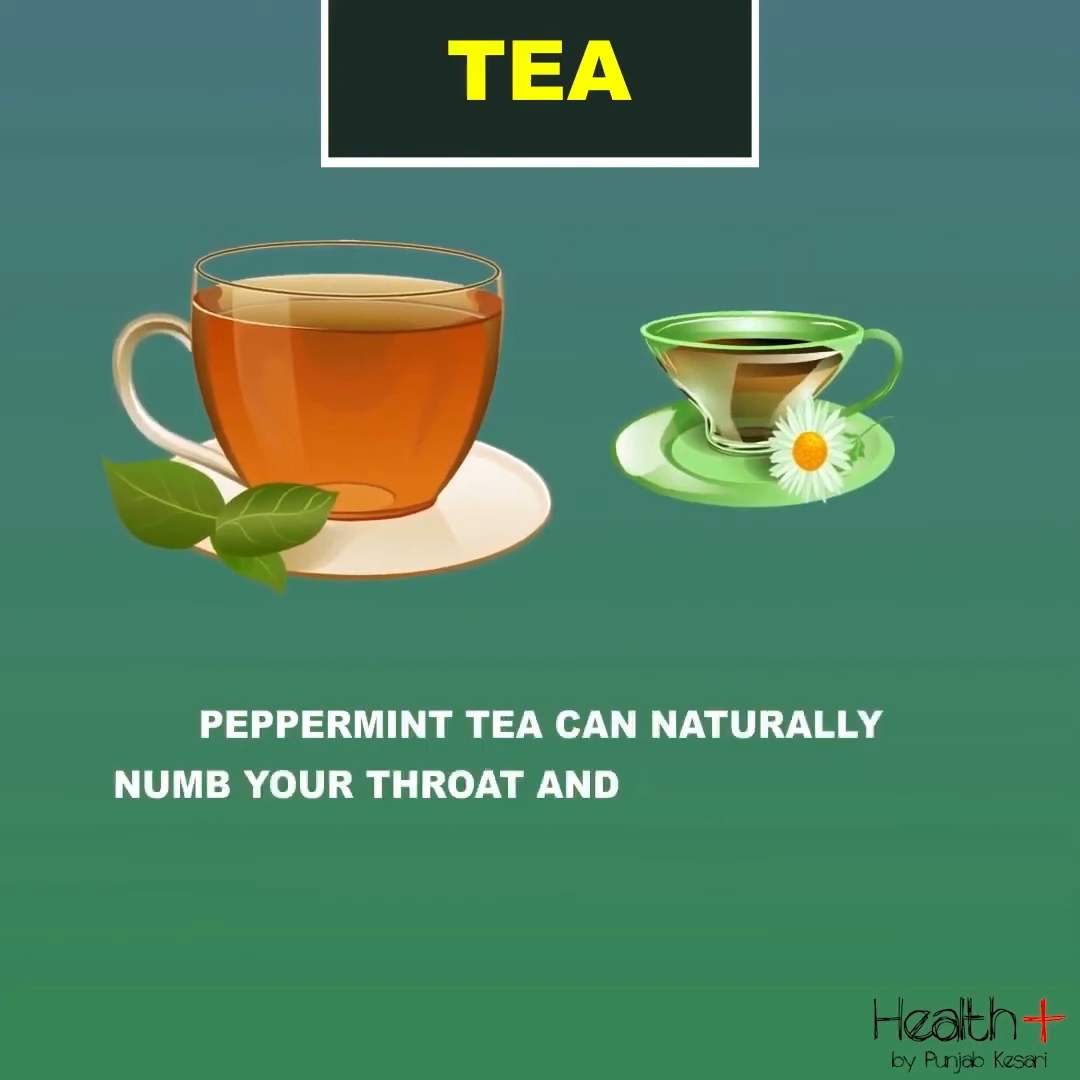 TEA
PEPPERMINT TEA CAN NATURALLY
NUMB YOUR THROAT AND
Health+
by Punjab Kesari